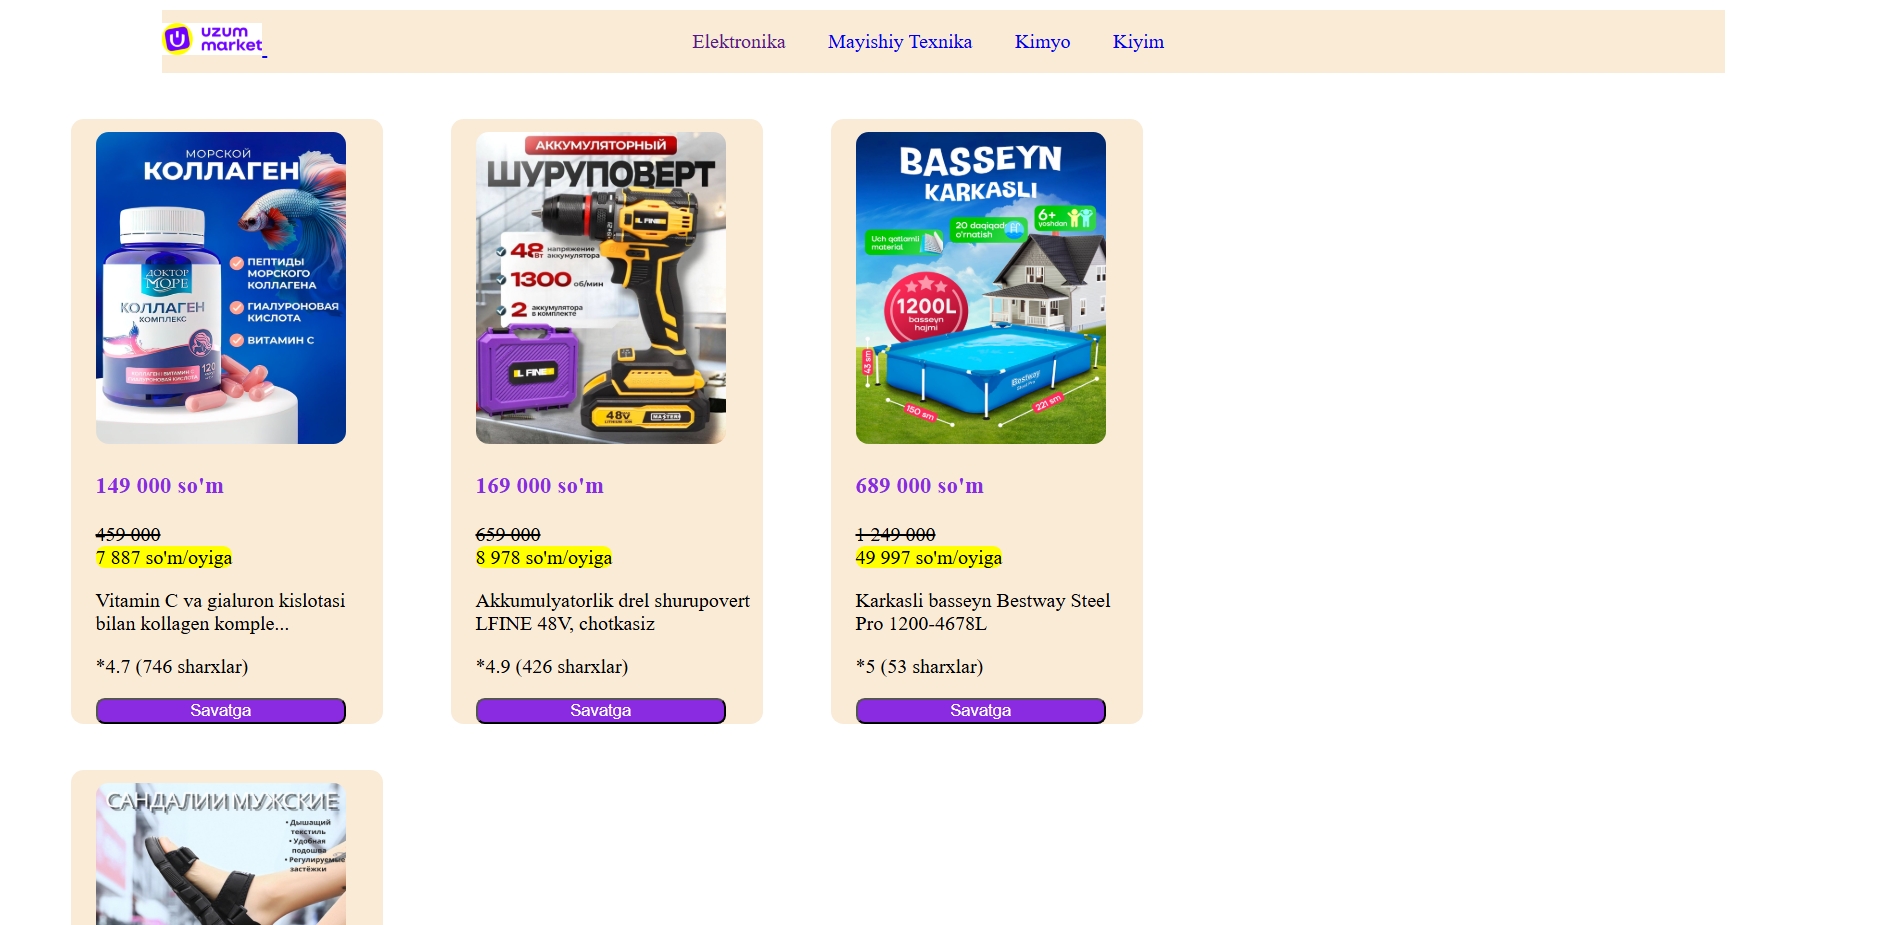 uzum
market
Elektronika
Mayishiy Texnika
Kimyo
Kiyim
МОРСКОЙ
КОЛЛАГЕН
ПЕПТИДЫ
МОРСКОГО
КОЛЛАГЕНА
ГИАЛУРОНОВАЯ
КИСЛОТА
ВИТАМИН С
ДОКТОР
МОРЕ
КОЛЛАГЕН
КОМПЛЕКС
120
149 000 so'm
459 000
7 887 so'm/oyiga
Vitamin C va gialuron kislotasi
bilan kollagen komple...
*4.7 (746 sharxlar)
Savatga
АККУМУЛЯТОРНЫЙ
ШУРУПОВЕРТ
48 Вт напряжение
аккумулятора
1300 об/мин
2 аккумулятора
в комплекте
48V
169 000 so'm
659 000
8 978 so'm/oyiga
Akkumulyatorlik drel shurupovert
LFINE 48V, chotkasiz
*4.9 (426 sharxlar)
Savatga
BASSEYN
KARKASLI
6+
yoshdan
20 daqiqada
o'rnatish
Uch qatlamli
material
1200L
basseyn
hajmi
43 sm
Bestway
150 sm
221 sm
689 000 so'm
1 249 000
49 997 so'm/oyiga
Karkasli basseyn Bestway Steel
Pro 1200-4678L
*5 (53 sharxlar)
Savatga
САНДАЛИИ МУЖСКИЕ
• Дышащий
текстиль
• Удобная
подошва
• Регулируемые
застёжки